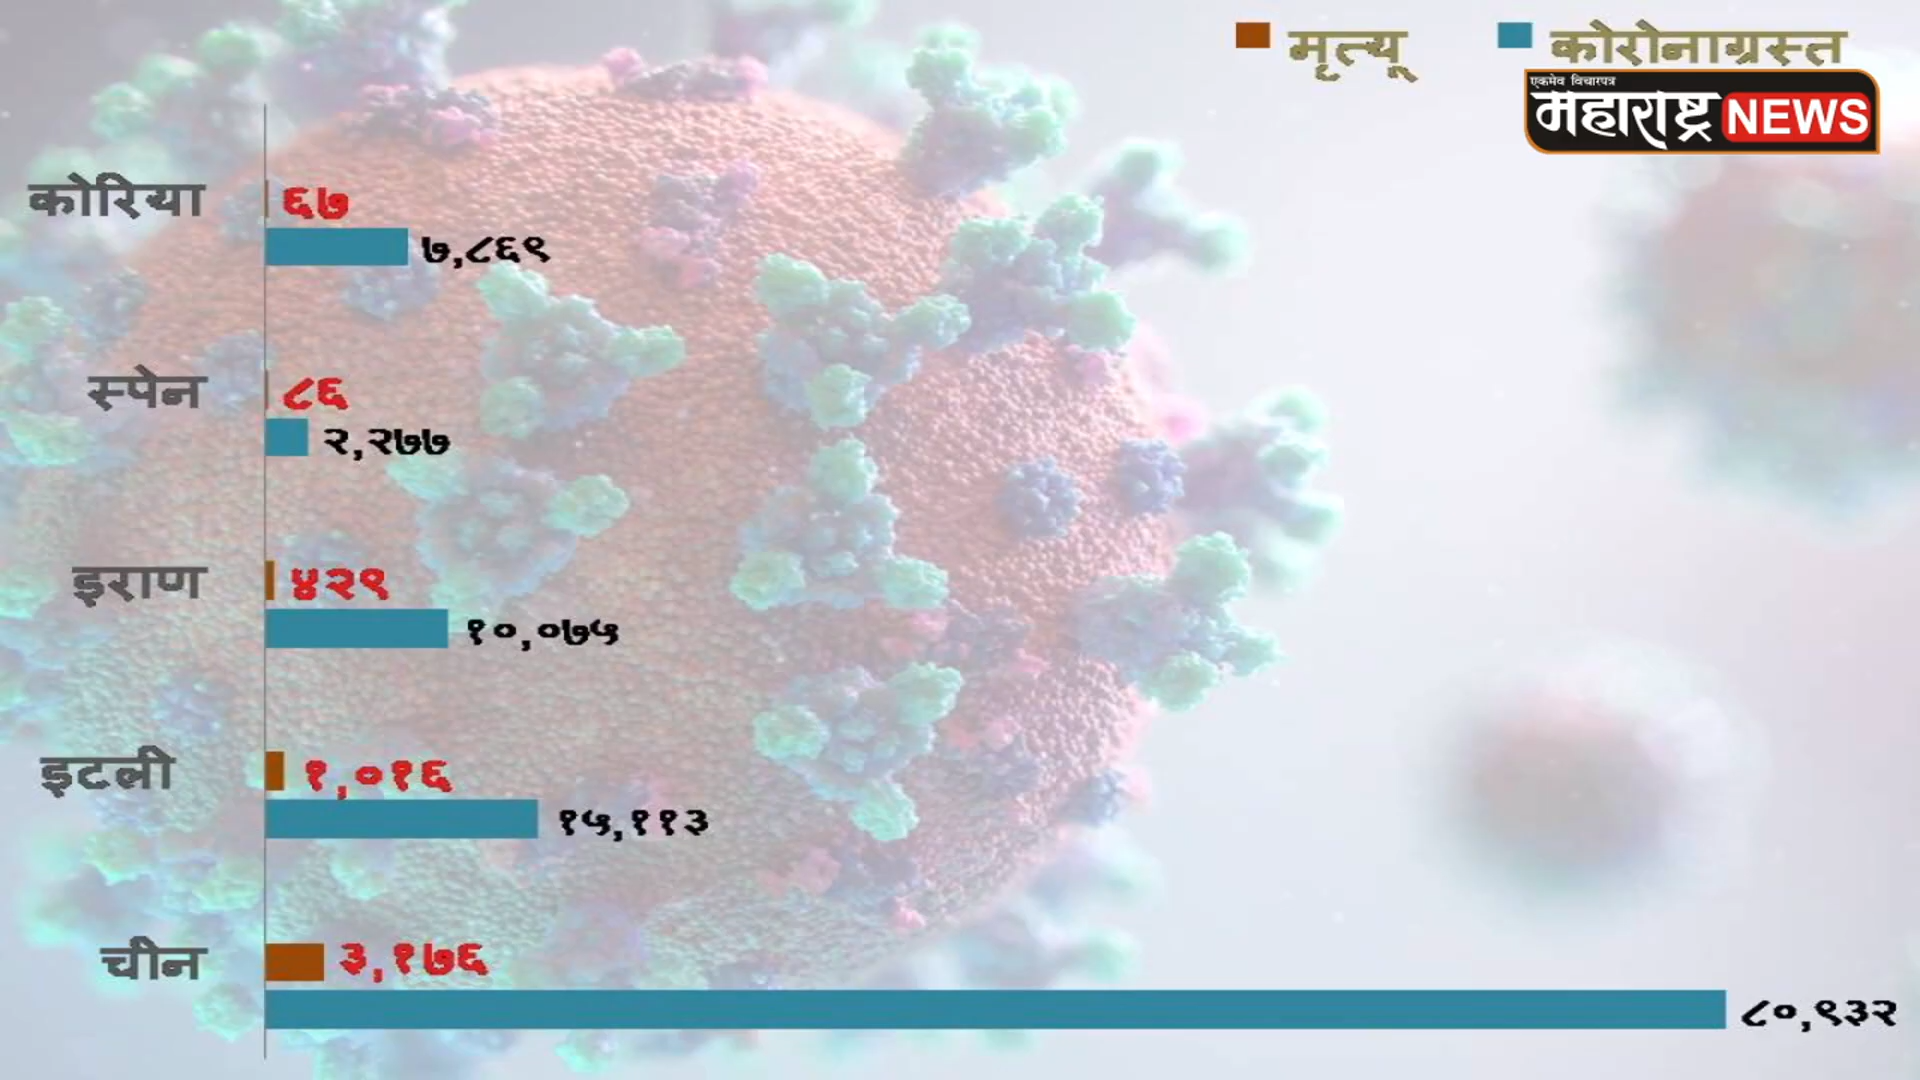 मृत्यू कोरोनाग्रस्त
एकमेव विचारपत्र
महाराष्ट्र NEWS
कोरिया ६७
७,८६९
स्पेन ८६
२,२७७
इराण ४२९
१०,०७५
इटली १,०१६
१५,११३
चीन ३,१७६
८०,९३२